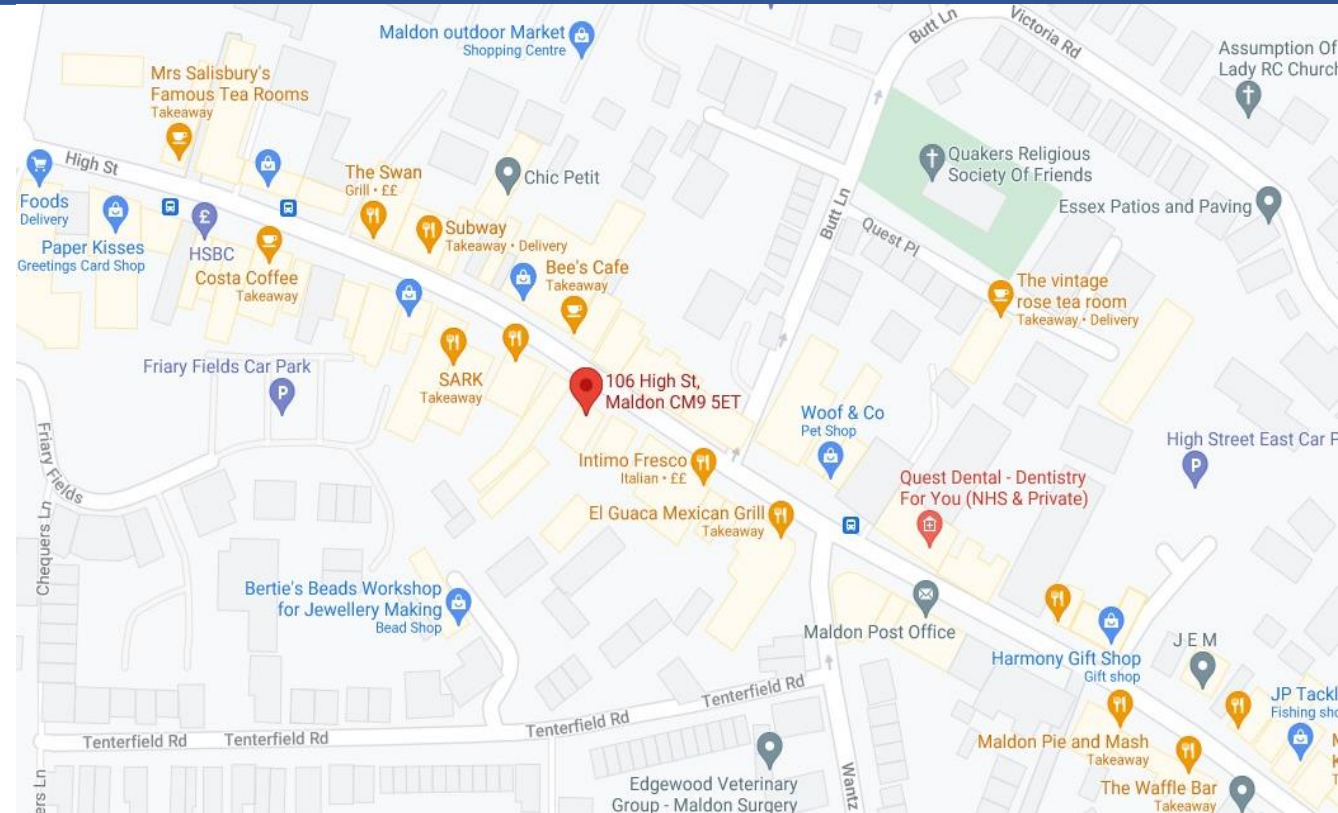 Maldon outdoor Market
Shopping Centre
Butt Ln
Victoria Rd
Assumption Of
Lady RC Church
Mrs Salisbury's
Famous Tea Rooms
Takeaway
High St
The Swan
Grill • ££
Chic Petit
Quakers Religious
Society Of Friends
Essex Patios and Paving
Foods
Delivery
Paper Kisses
Greetings Card Shop
£
HSBC
Costa Coffee
Takeaway
Subway
Takeaway • Delivery
Bee's Cafe
Takeaway
Butt Ln
Quest Pl
The vintage
rose tea room
Takeaway • Delivery
Friary Fields Car Park
P
SARK
Takeaway
106 High St,
Maldon CM9 5ET
Woof & Co
Pet Shop
High Street East Car P
P
Friary Fields
Intimo Fresco
Italian • ££
Quest Dental - Dentistry
For You (NHS & Private)
El Guaca Mexican Grill
Takeaway
Chequers Ln
Bertie's Beads Workshop
for Jewellery Making
Bead Shop
Maldon Post Office
Harmony Gift Shop
Gift shop
J E M
Tenterfield Rd
Tenterfield Rd
Tenterfield Rd
Tenterfield Rd
JP Tackl
Fishing sho
Maldon Pie and Mash
Takeaway
The Waffle Bar
Takeaway
Edgewood Veterinary
Group - Maldon Surgery
Wantz
ers Ln
M
K
T